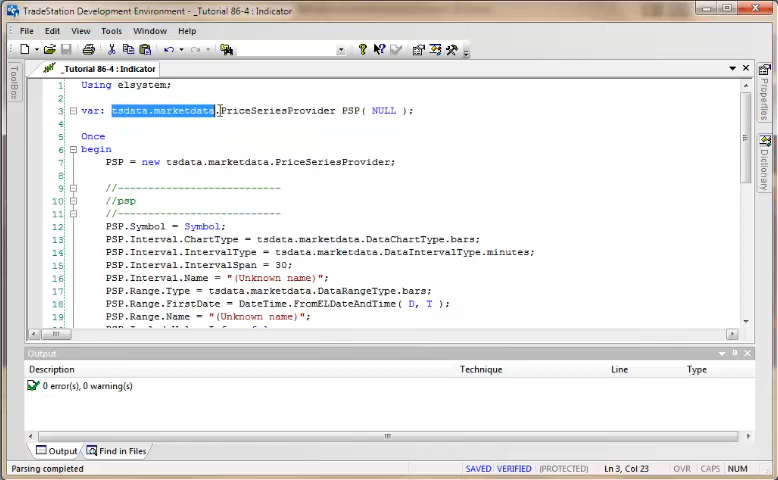 TradeStation Development Environment - _Tutorial 86-4 : Indicator
File Edit View Tools Window Help
_Tutorial 86-4 : Indicator
ToolBox
Properties
Dictionary
1 Using elsystem;
2
3 var: tsdata.marketdata.PriceSeriesProvider PSP( NULL );
4
5 Once
6 begin
7 PSP = new tsdata.marketdata.PriceSeriesProvider;
8
9 //---------------------------
10 //psp
11 //---------------------------
12 PSP.Symbol = Symbol;
13 PSP.Interval.ChartType = tsdata.marketdata.DataChartType.bars;
14 PSP.Interval.IntervalType = tsdata.marketdata.DataIntervalType.minutes;
15 PSP.Interval.IntervalSpan = 30;
16 PSP.Interval.Name = "(Unknown name)";
17 PSP.Range.Type = tsdata.marketdata.DataRangeType.bars;
18 PSP.Range.FirstDate = DateTime.FromELDateAndTime( D, T );
19 PSP.Range.Name = "(Unknown name)";
Output
Description Technique Line Type
0 error(s), 0 warning(s)
Output Find in Files
Parsing completed SAVED VERIFIED (PROTECTED) Ln 3, Col 23 OVR CAPS NUM